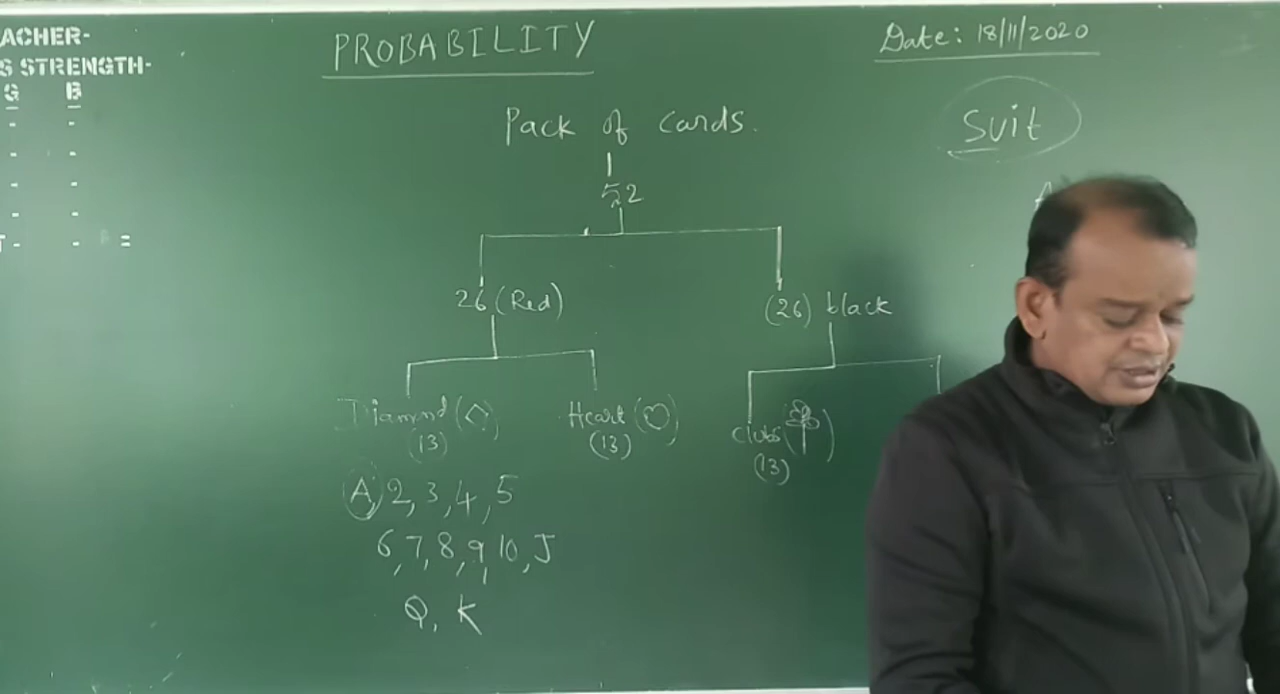 ACHER-
S STRENGTH-
G B
PROBABILITY
Date: 18/11/2020
Pack of cards.
Suit
52
A
26 (Red)
(26) black
Diamnd (◇)
(13)
Heart (♡)
(13)
clubs (♧)
(13)
A, 2, 3, 4, 5
6, 7, 8, 9, 10, J
Q, K